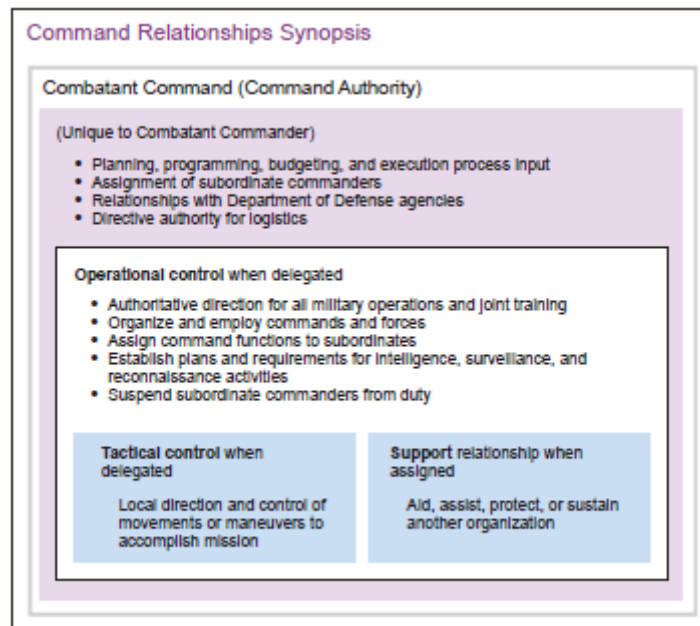 Command Relationships Synopsis
Combatant Command (Command Authority)
(Unique to Combatant Commander)
• Planning, programming, budgeting, and execution process input
• Assignment of subordinate commanders
• Relationships with Department of Defense agencies
• Directive authority for logistics
Operational control when delegated
• Authoritative direction for all military operations and joint training
• Organize and employ commands and forces
• Assign command functions to subordinates
• Establish plans and requirements for intelligence, surveillance, and
reconnaissance activities
• Suspend subordinate commanders from duty
Tactical control when
delegated
Local direction and control of
movements or maneuvers to
accomplish mission
Support relationship when
assigned
Aid, assist, protect, or sustain
another organization